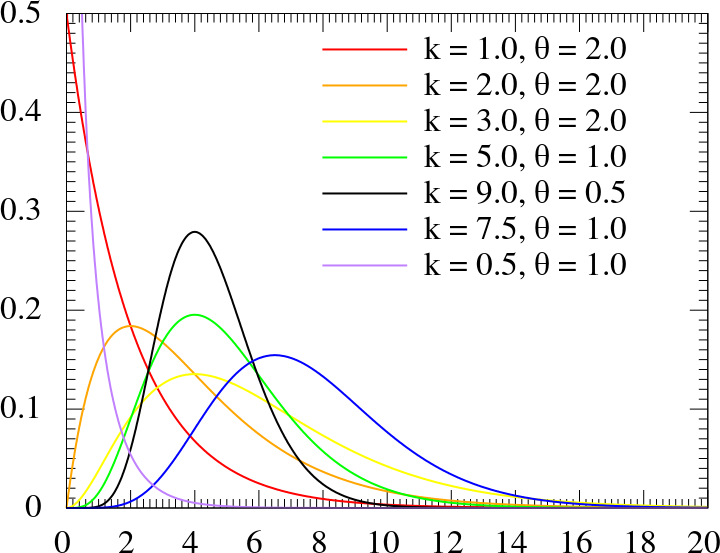 0.5
0.4
0.3
0.2
0.1
0
k = 1.0, θ = 2.0
k = 2.0, θ = 2.0
k = 3.0, θ = 2.0
k = 5.0, θ = 1.0
k = 9.0, θ = 0.5
k = 7.5, θ = 1.0
k = 0.5, θ = 1.0
0 2 4 6 8 10 12 14 16 18 20